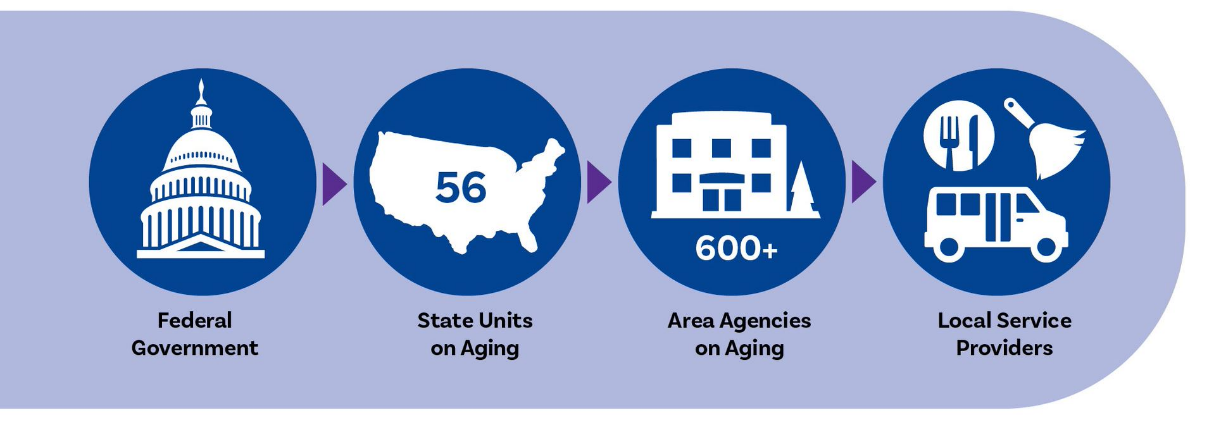 56
600+
Federal
Government
State Units
on Aging
Area Agencies
on Aging
Local Service
Providers